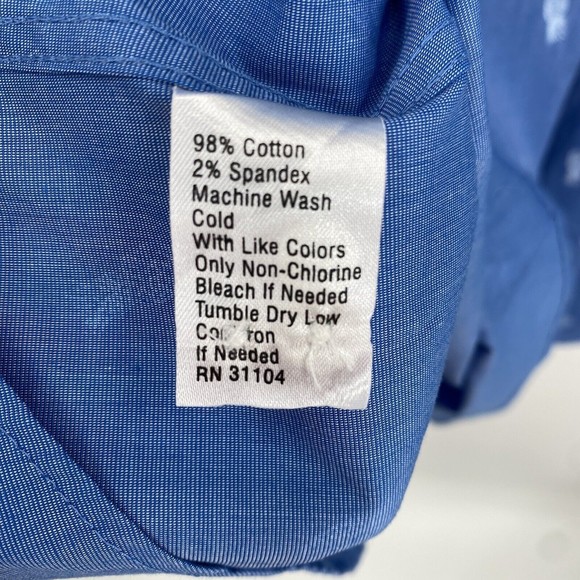 98% Cotton
2% Spandex
Machine Wash
Cold
With Like Colors
Only Non-Chlorine
Bleach If Needed
Tumble Dry Low
If Needed
RN 31104